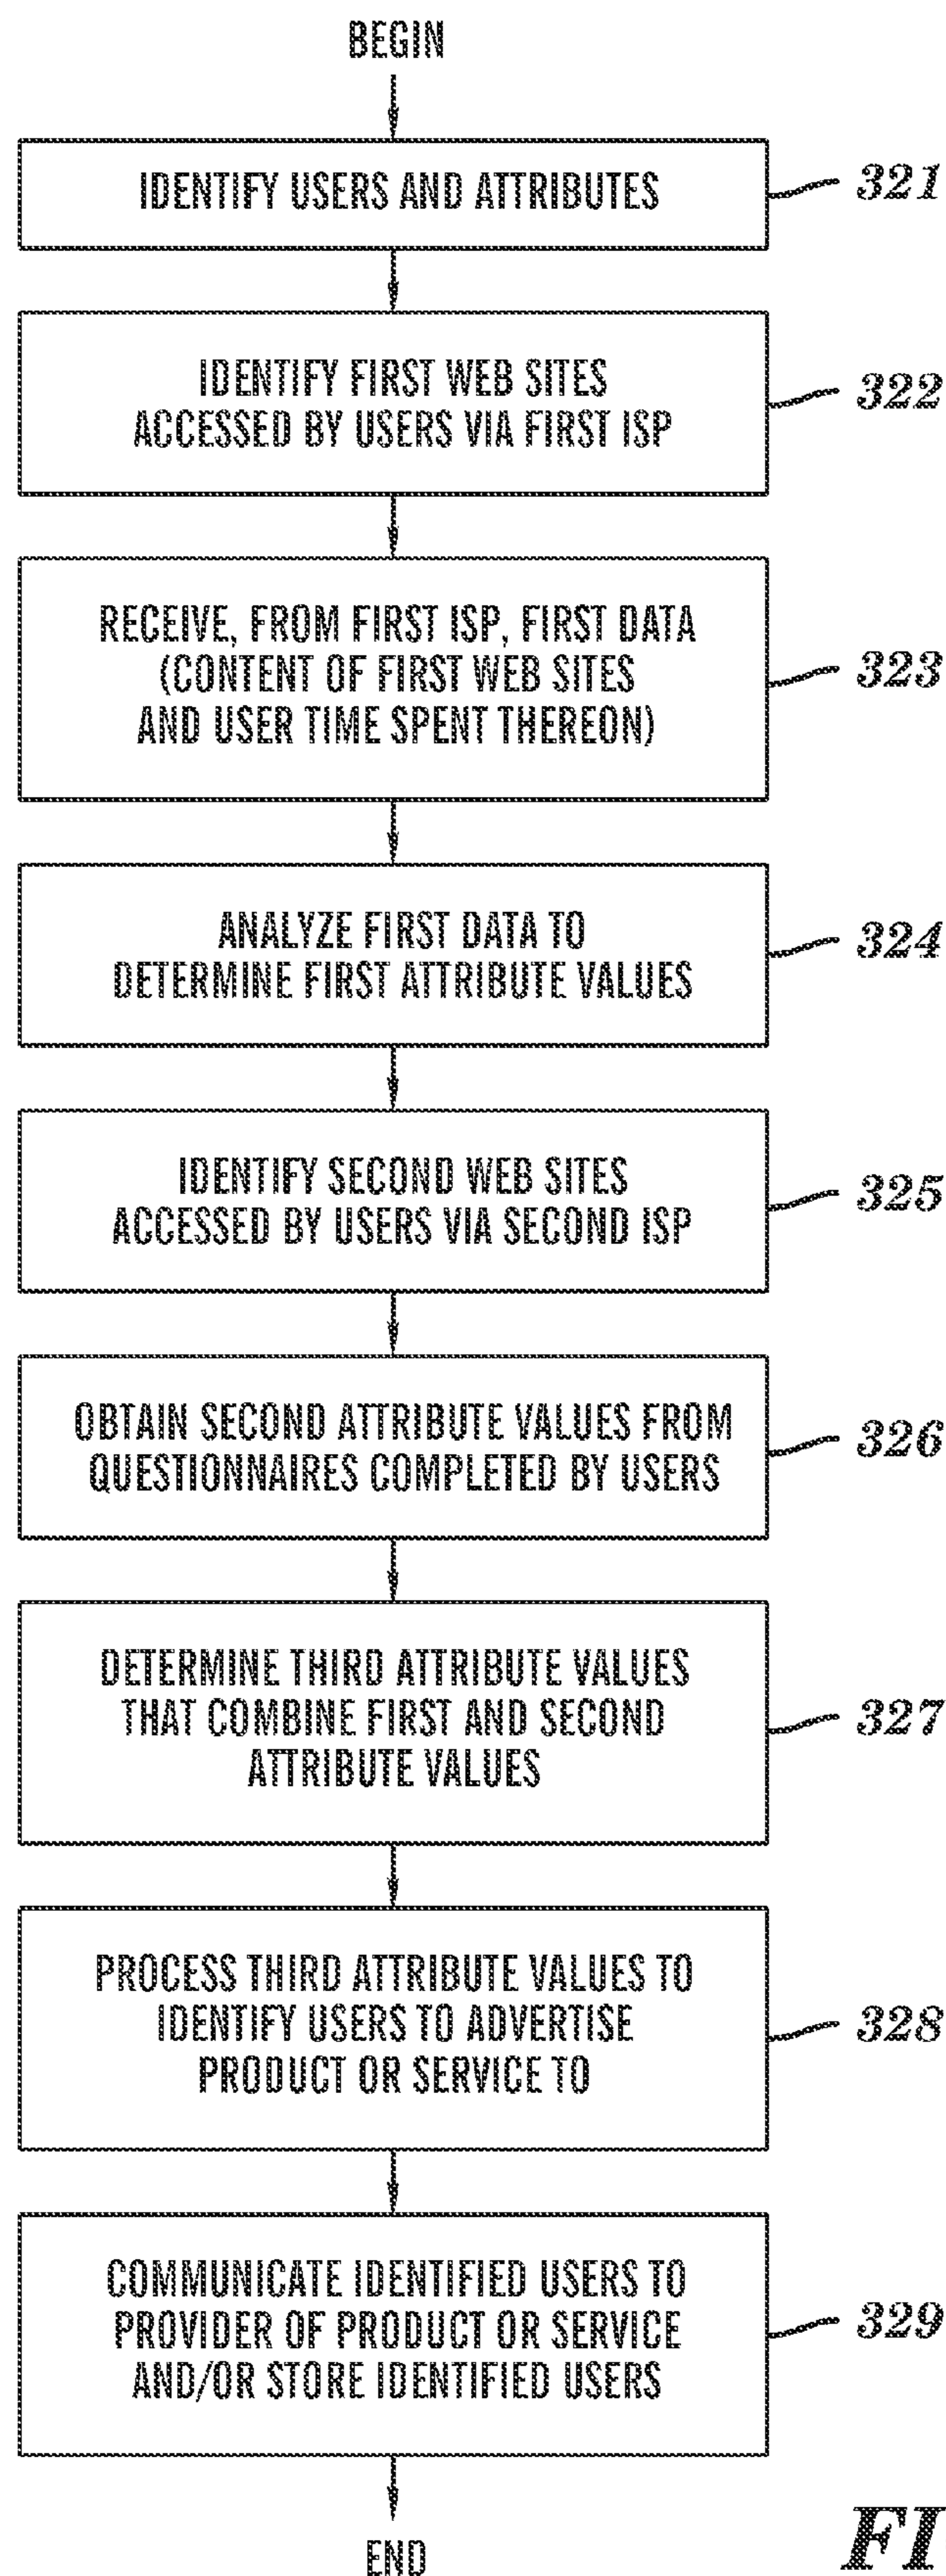 BEGIN
IDENTIFY USERS AND ATTRIBUTES
321
IDENTIFY FIRST WEB SITES
ACCESSED BY USERS VIA FIRST ISP
322
RECEIVE, FROM FIRST ISP, FIRST DATA
(CONTENT OF FIRST WEB SITES
AND USER TIME SPENT THEREON)
323
ANALYZE FIRST DATA TO
DETERMINE FIRST ATTRIBUTE VALUES
324
IDENTIFY SECOND WEB SITES
ACCESSED BY USERS VIA SECOND ISP
325
OBTAIN SECOND ATTRIBUTE VALUES FROM
QUESTIONNAIRES COMPLETED BY USERS
326
DETERMINE THIRD ATTRIBUTE VALUES
THAT COMBINE FIRST AND SECOND
ATTRIBUTE VALUES
327
PROCESS THIRD ATTRIBUTE VALUES TO
IDENTIFY USERS TO ADVERTISE
PRODUCT OR SERVICE TO
328
COMMUNICATE IDENTIFIED USERS TO
PROVIDER OF PRODUCT OR SERVICE
AND/OR STORE IDENTIFIED USERS
329
END
FI